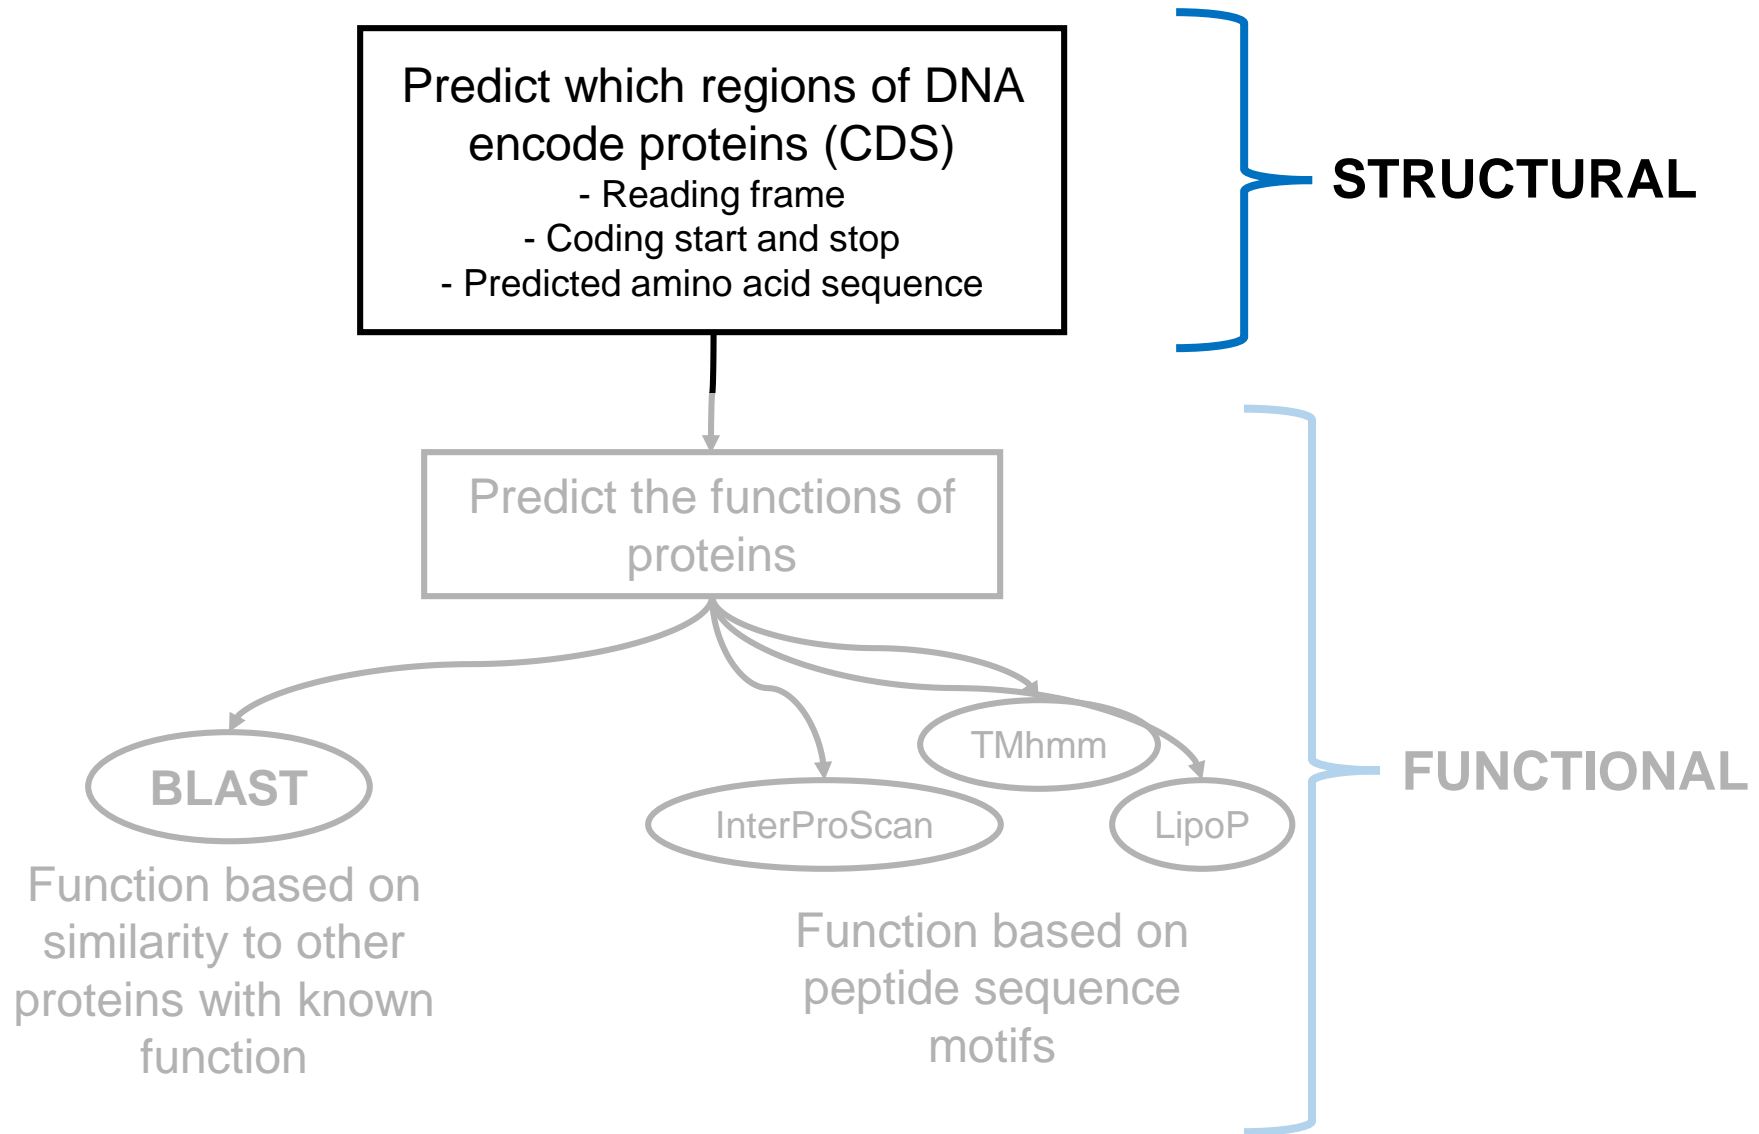 Predict which regions of DNA
encode proteins (CDS)
- Reading frame
- Coding start and stop
- Predicted amino acid sequence
STRUCTURAL
Predict the functions of
proteins
BLAST
TMhmm
InterProScan
LipoP
FUNCTIONAL
Function based on
similarity to other
proteins with known
function
Function based on
peptide sequence
motifs